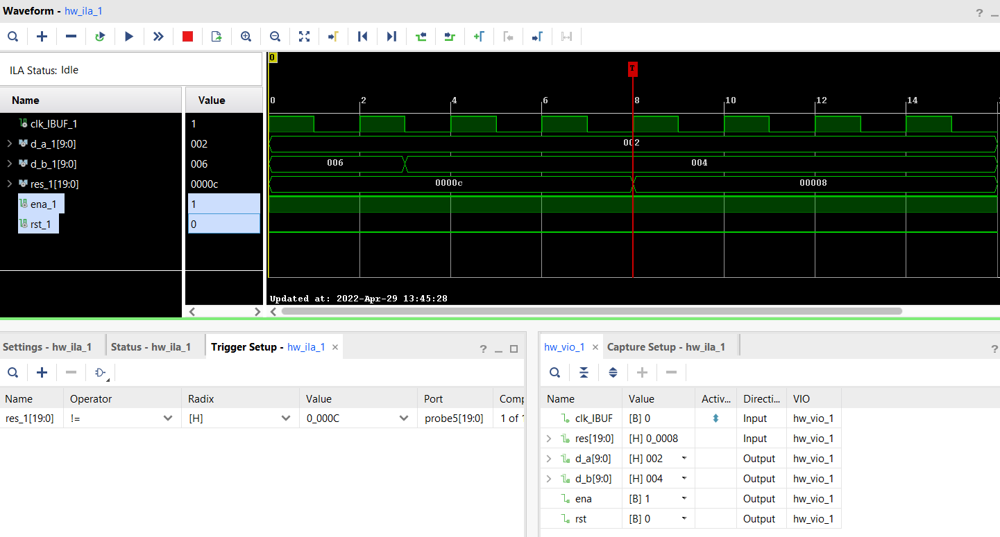 Waveform - hw_ila_1
? _
ILA Status: Idle
Name Value
0
T
0 2 4 6 8 10 12 14
clk_IBUF_1 1
d_a_1[9:0] 002 002
d_b_1[9:0] 006 006 004
res_1[19:0] 0000c 0000c 00008
ena_1 1
rst_1 0
Updated at: 2022-Apr-29 13:45:28
Settings - hw_ila_1 Status - hw_ila_1 Trigger Setup - hw_ila_1 × ? _
Name Operator Radix Value Port Comp
res_1[19:0] != [H] 0_000C probe5[19:0] 1 of 1
hw_vio_1 × Capture Setup - hw_ila_1 ?
Name Value Activ... Directi... VIO
clk_IBUF [B] 0 Input hw_vio_1
res[19:0] [H] 0_0008 Input hw_vio_1
d_a[9:0] [H] 002 Output hw_vio_1
d_b[9:0] [H] 004 Output hw_vio_1
ena [B] 1 Output hw_vio_1
rst [B] 0 Output hw_vio_1